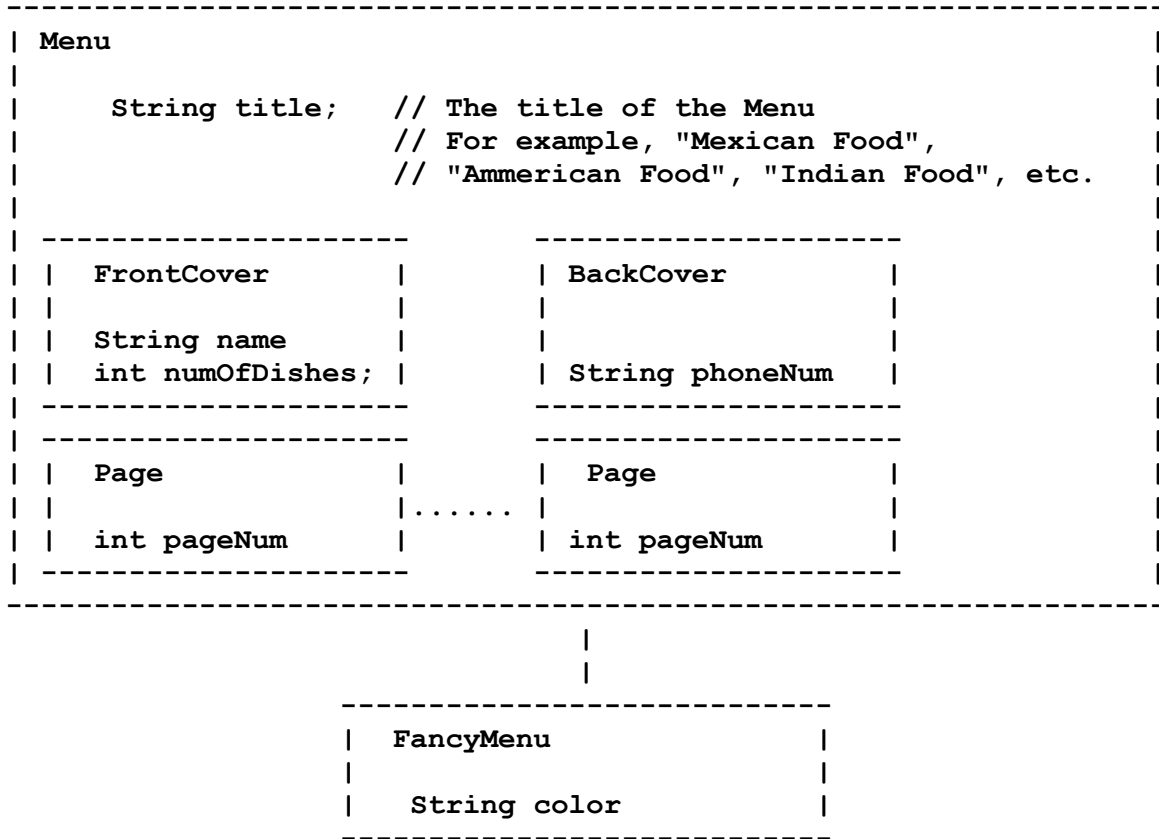 Menu
String title; // The title of the Menu
// For example, "Mexican Food",
// "Ammerican Food", "Indian Food", etc.
FrontCover
String name
int numOfDishes;
BackCover
String phoneNum
Page
int pageNum
......
Page
int pageNum
FancyMenu
String color